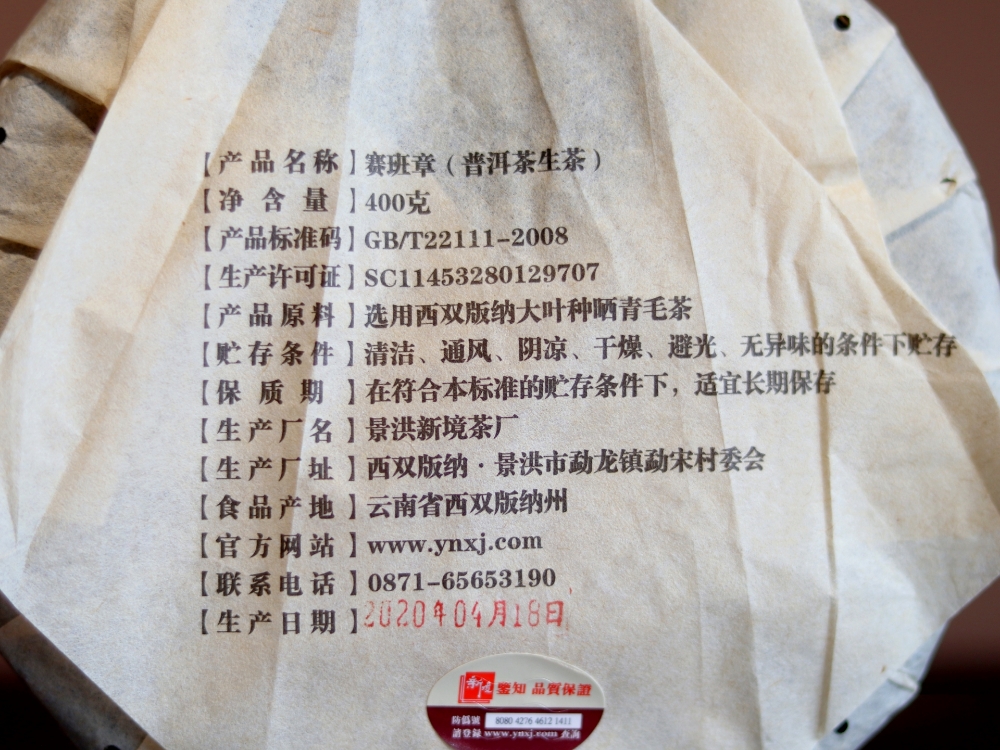 【产品名称】赛班章（普洱茶生茶）
【净含量】400克
【产品标准码】GB/T22111-2008
【生产许可证】SC11453280129707
【产品原料】选用西双版纳大叶种晒青毛茶
【贮存条件】清洁、通风、阴凉、干燥、避光、无异味的条件下贮存
【保质期】在符合本标准的贮存条件下，适宜长期保存
【生产厂名】景洪新境茶厂
【生产厂址】西双版纳·景洪市勐龙镇勐宋村委会
【食品产地】云南省西双版纳州
【官方网站】www.ynxj.com
【联系电话】0871-65653190
【生产日期】2020年04月18日
鑒知 品質保證
防僞號 8080 4276 4612 1411
請登録 www.ynxj.com 查詢